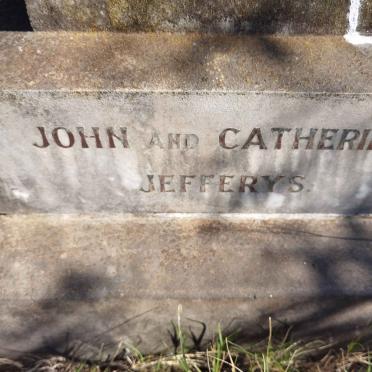 JOHN AND CATHERI
JEFFERYS.